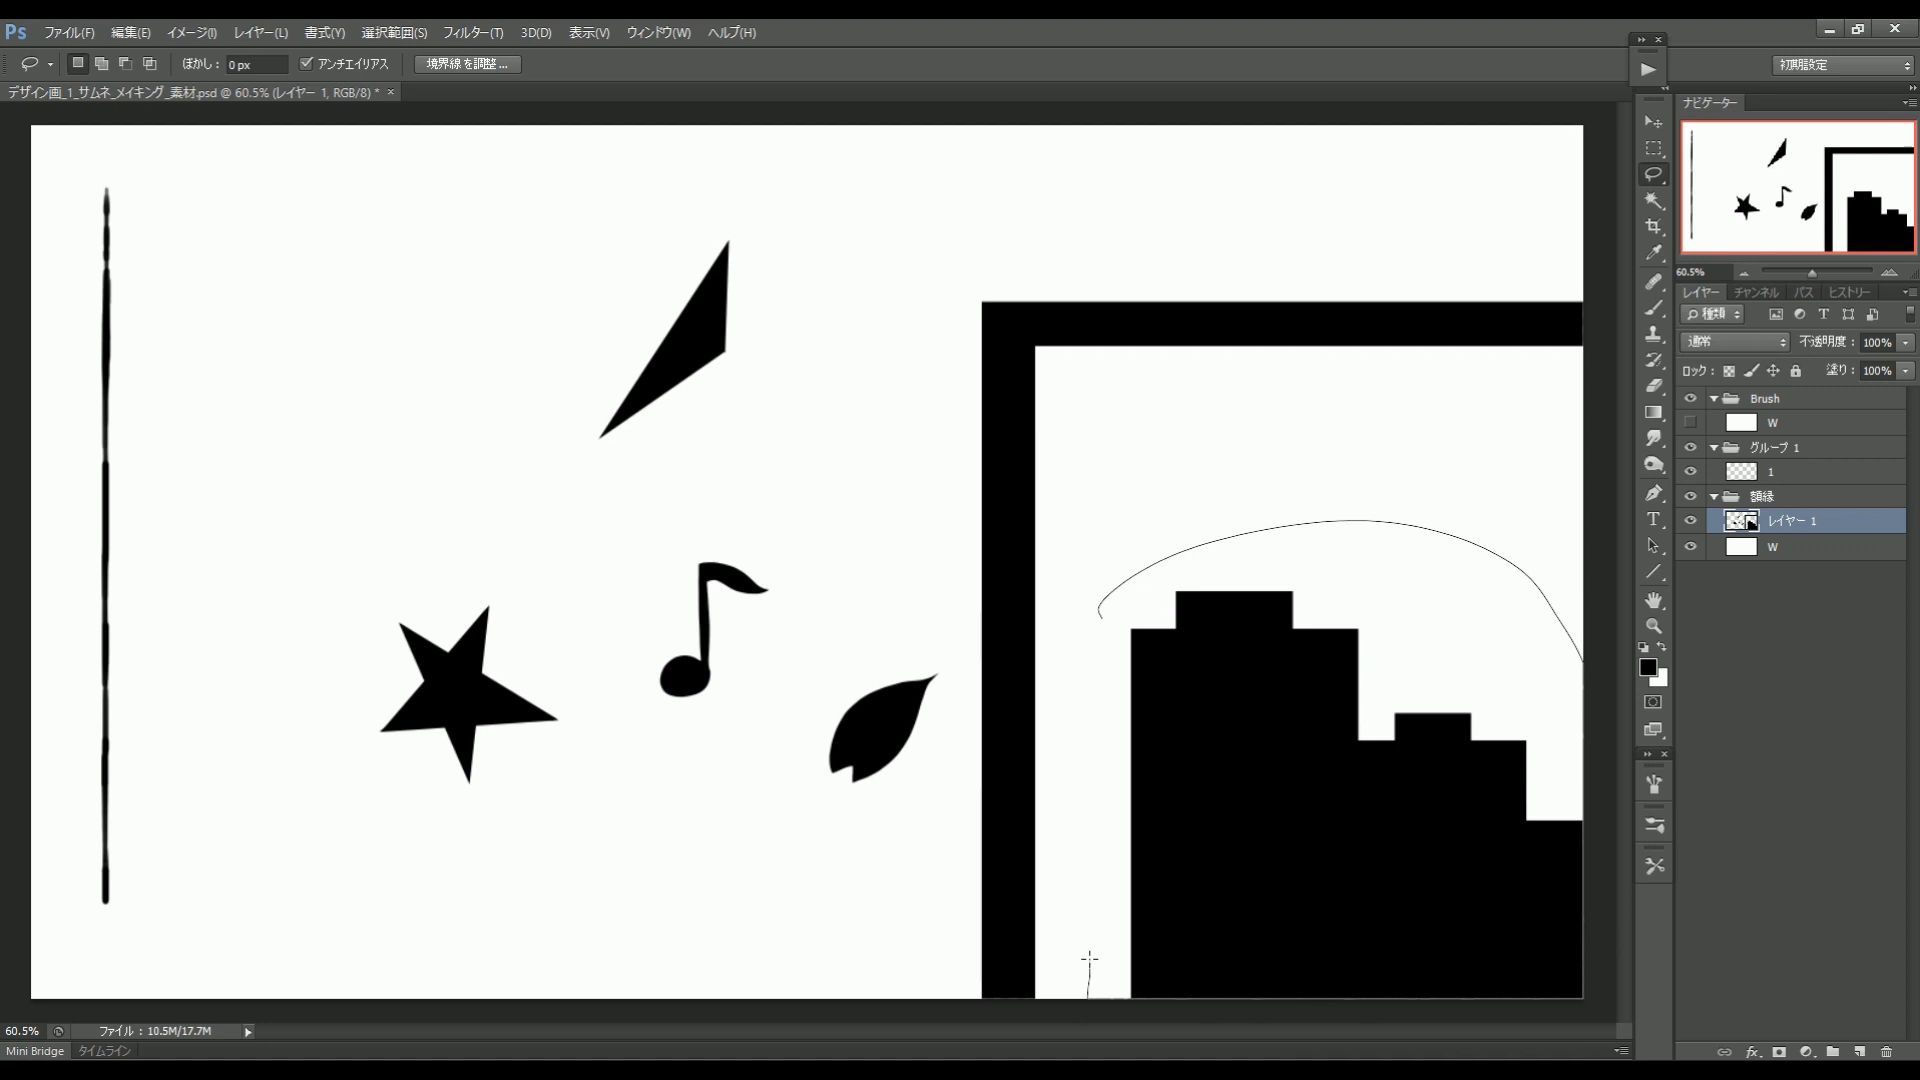 Ps ファイル(F) 編集(E) イメージ(I) レイヤー(L) 書式(Y) 選択範囲(S) フィルター(T) 3D(D) 表示(V) ウィンドウ(W) ヘルプ(H)
ぼかし : 0 px アンチエイリアス 境界線を調整... 初期設定
デザイン画_1_サムネ_メイキング_素材.psd @ 60.5% (レイヤー 1, RGB/8) * ×
ナビゲーター
60.5%
レイヤー チャンネル パス ヒストリー
種類
通常 不透明度 : 100%
ロック : 塗り : 100%
Brush
W
グループ 1
1
額縁
レイヤー 1
W
60.5% ファイル : 10.5M/17.7M
Mini Bridge タイムライン